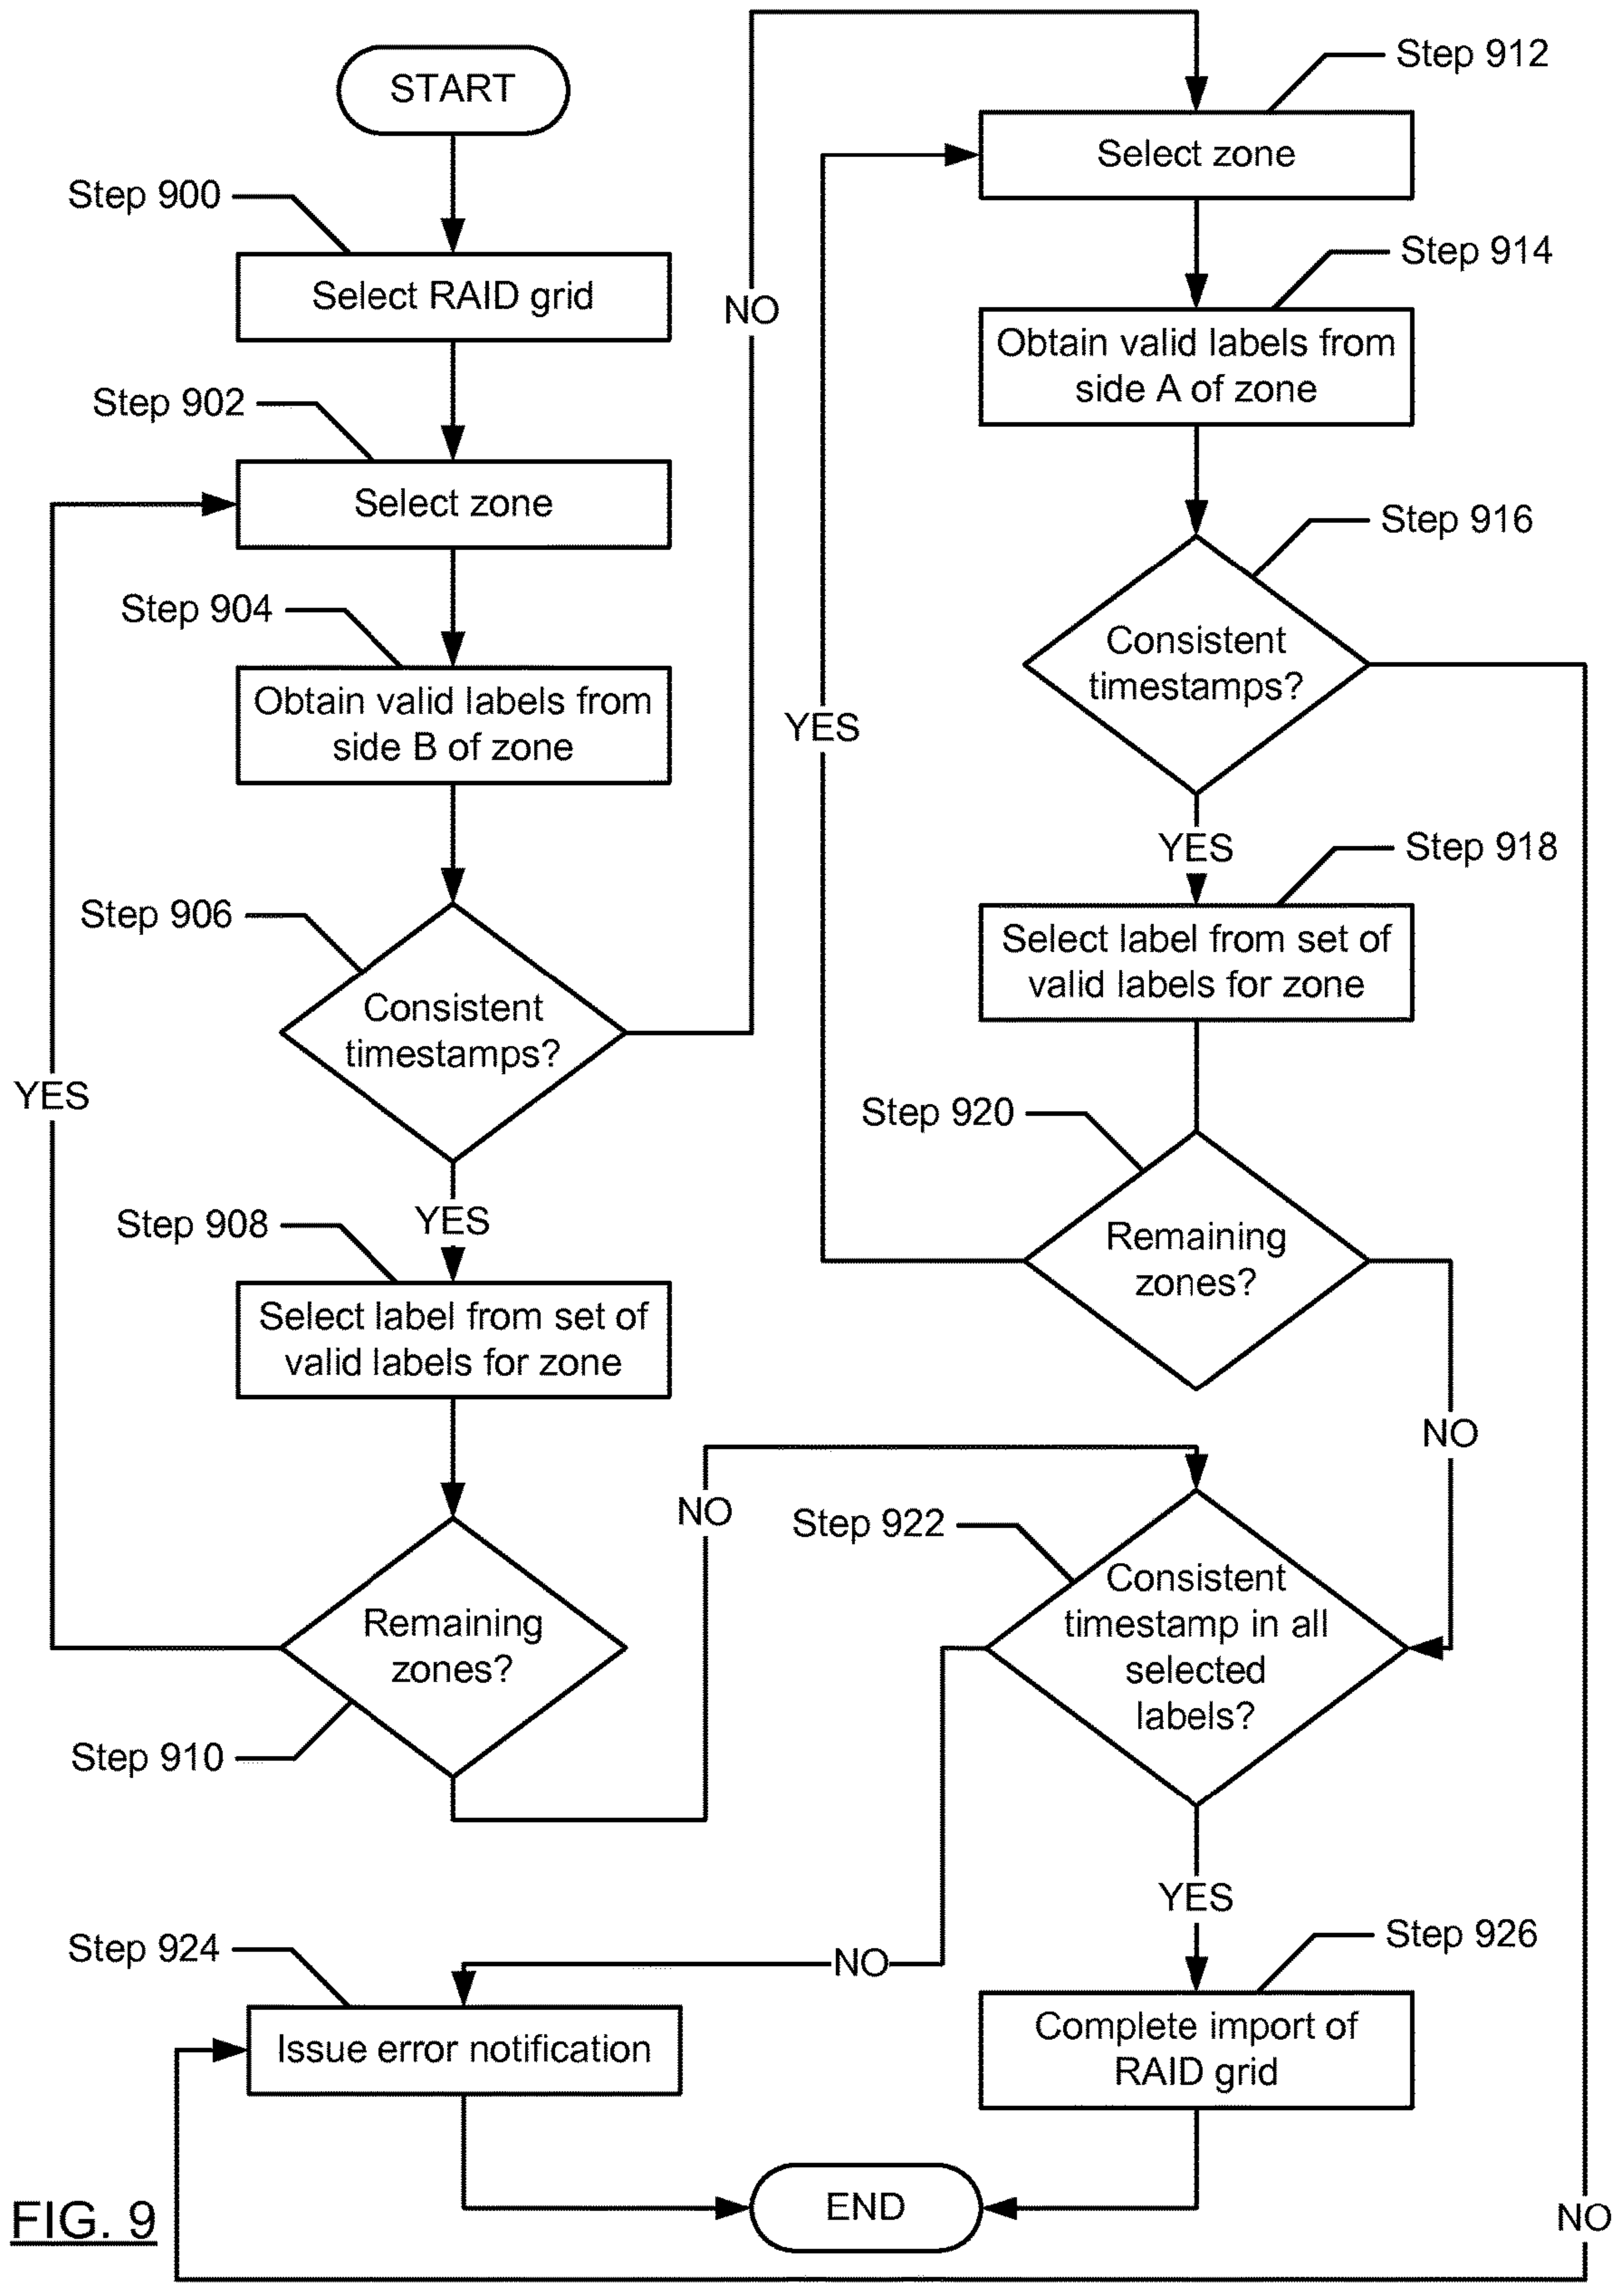 START
Step 900
Select RAID grid
Step 902
Select zone
Step 904
Obtain valid labels from
side B of zone
Step 906
Consistent
timestamps?
NO
YES
YES
Step 908
Select label from set of
valid labels for zone
Remaining
zones?
Step 910
NO
Step 912
Select zone
Step 914
Obtain valid labels from
side A of zone
Step 916
Consistent
timestamps?
YES
YES
Step 918
Select label from set of
valid labels for zone
Step 920
Remaining
zones?
NO
Step 922
Consistent
timestamp in all
selected
labels?
YES
NO
Step 924
Issue error notification
Step 926
Complete import of
RAID grid
END
NO
FIG. 9